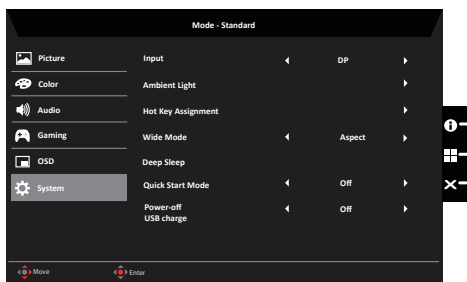 Mode - Standard
Picture
Input
DP
Color
Ambient Light
Audio
Hot Key Assignment
Gaming
Wide Mode
Aspect
OSD
Deep Sleep
System
Quick Start Mode
Off
Power-off
USB charge
Off
Move
Enter